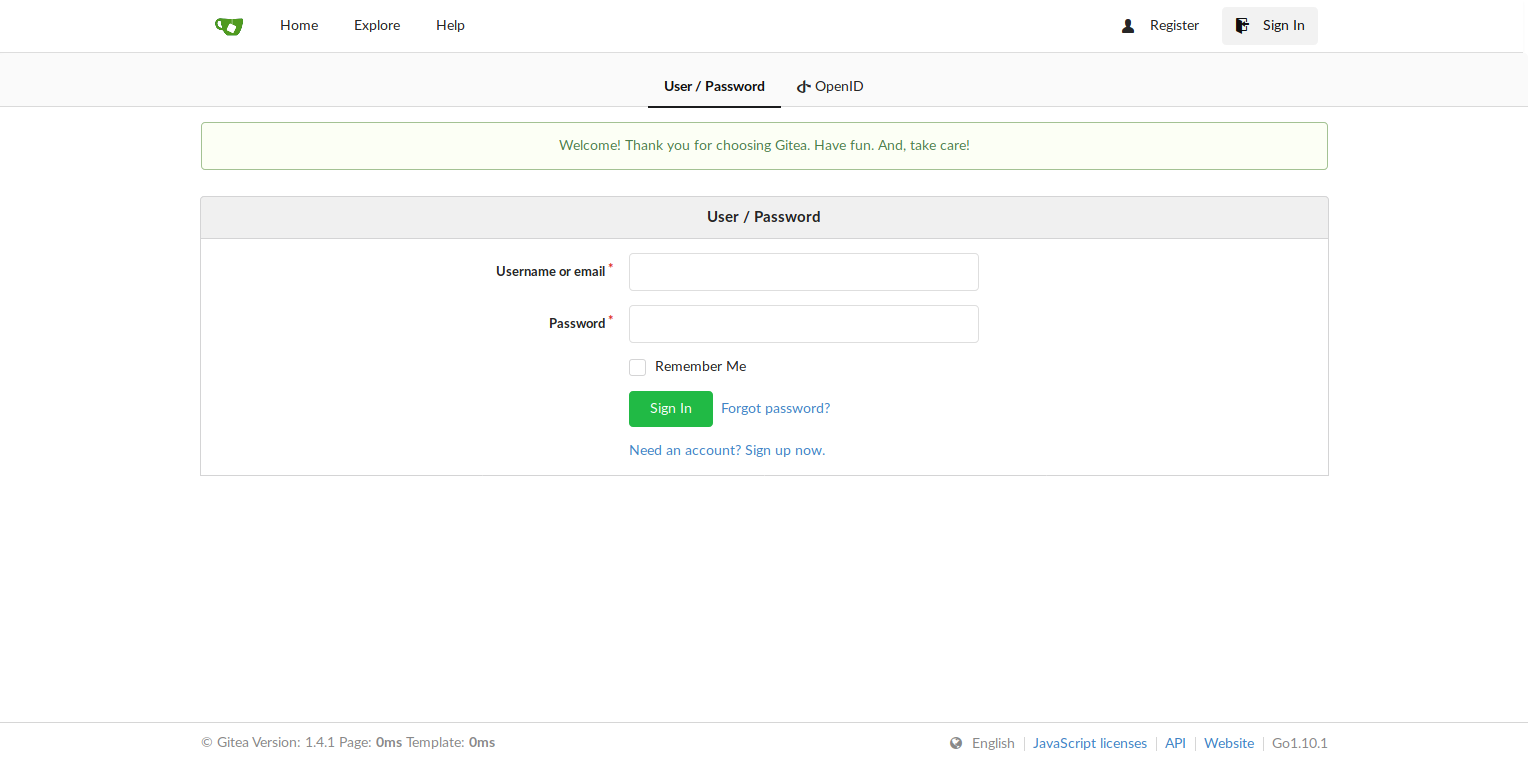 Home Explore Help Register Sign In
User / Password OpenID
Welcome! Thank you for choosing Gitea. Have fun. And, take care!
User / Password
Username or email *
Password *
Remember Me
Sign In Forgot password?
Need an account? Sign up now.
© Gitea Version: 1.4.1 Page: 0ms Template: 0ms English JavaScript licenses API Website Go1.10.1